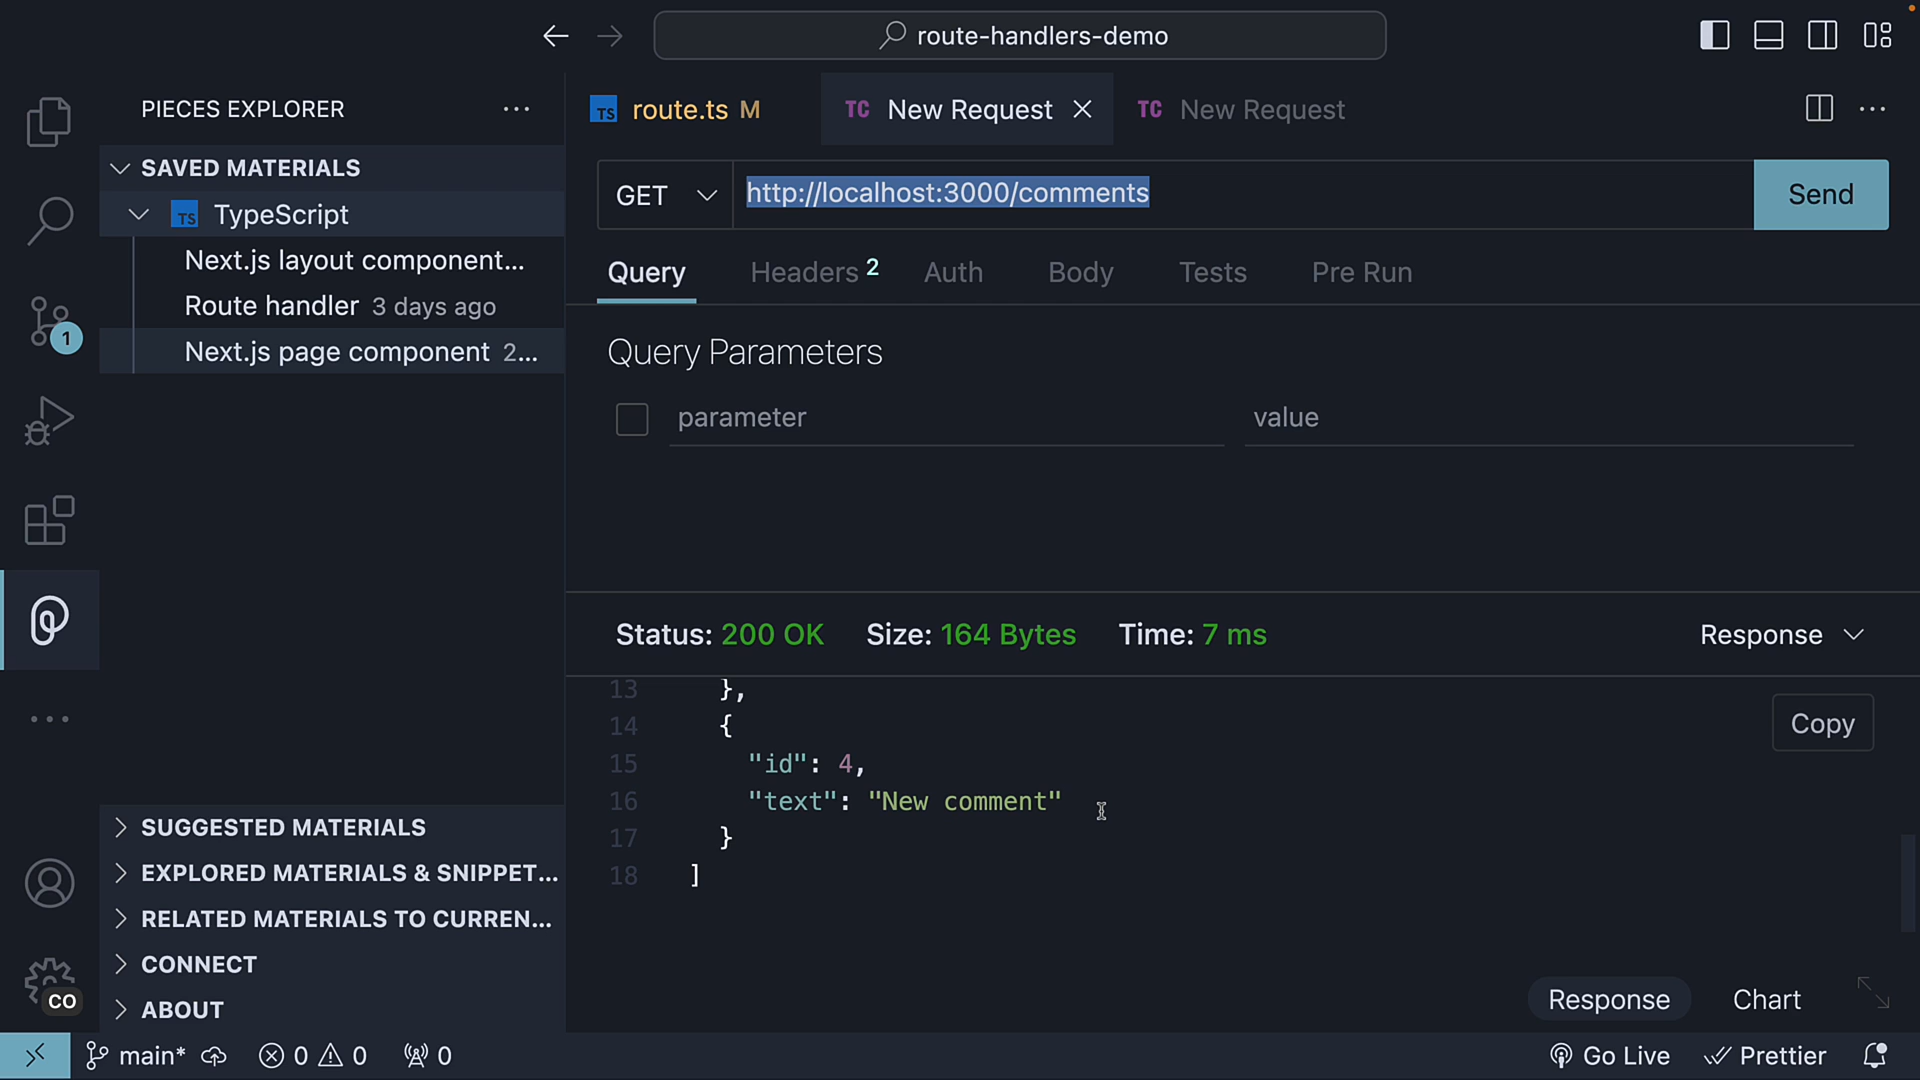 route-handlers-demo
PIECES EXPLORER
TS route.ts M
TC New Request
TC New Request
SAVED MATERIALS
TS TypeScript
Next.js layout component...
Route handler 3 days ago
Next.js page component 2...
GET http://localhost:3000/comments Send
Query Headers 2 Auth Body Tests Pre Run
Query Parameters
parameter value
1
Status: 200 OK Size: 164 Bytes Time: 7 ms Response
13 },
14 {
15 "id": 4,
16 "text": "New comment"
17 }
18 ]
Copy
SUGGESTED MATERIALS
EXPLORED MATERIALS & SNIPPET...
RELATED MATERIALS TO CURREN...
CONNECT
ABOUT
CO
Response Chart
main* 0 0 0 Go Live Prettier